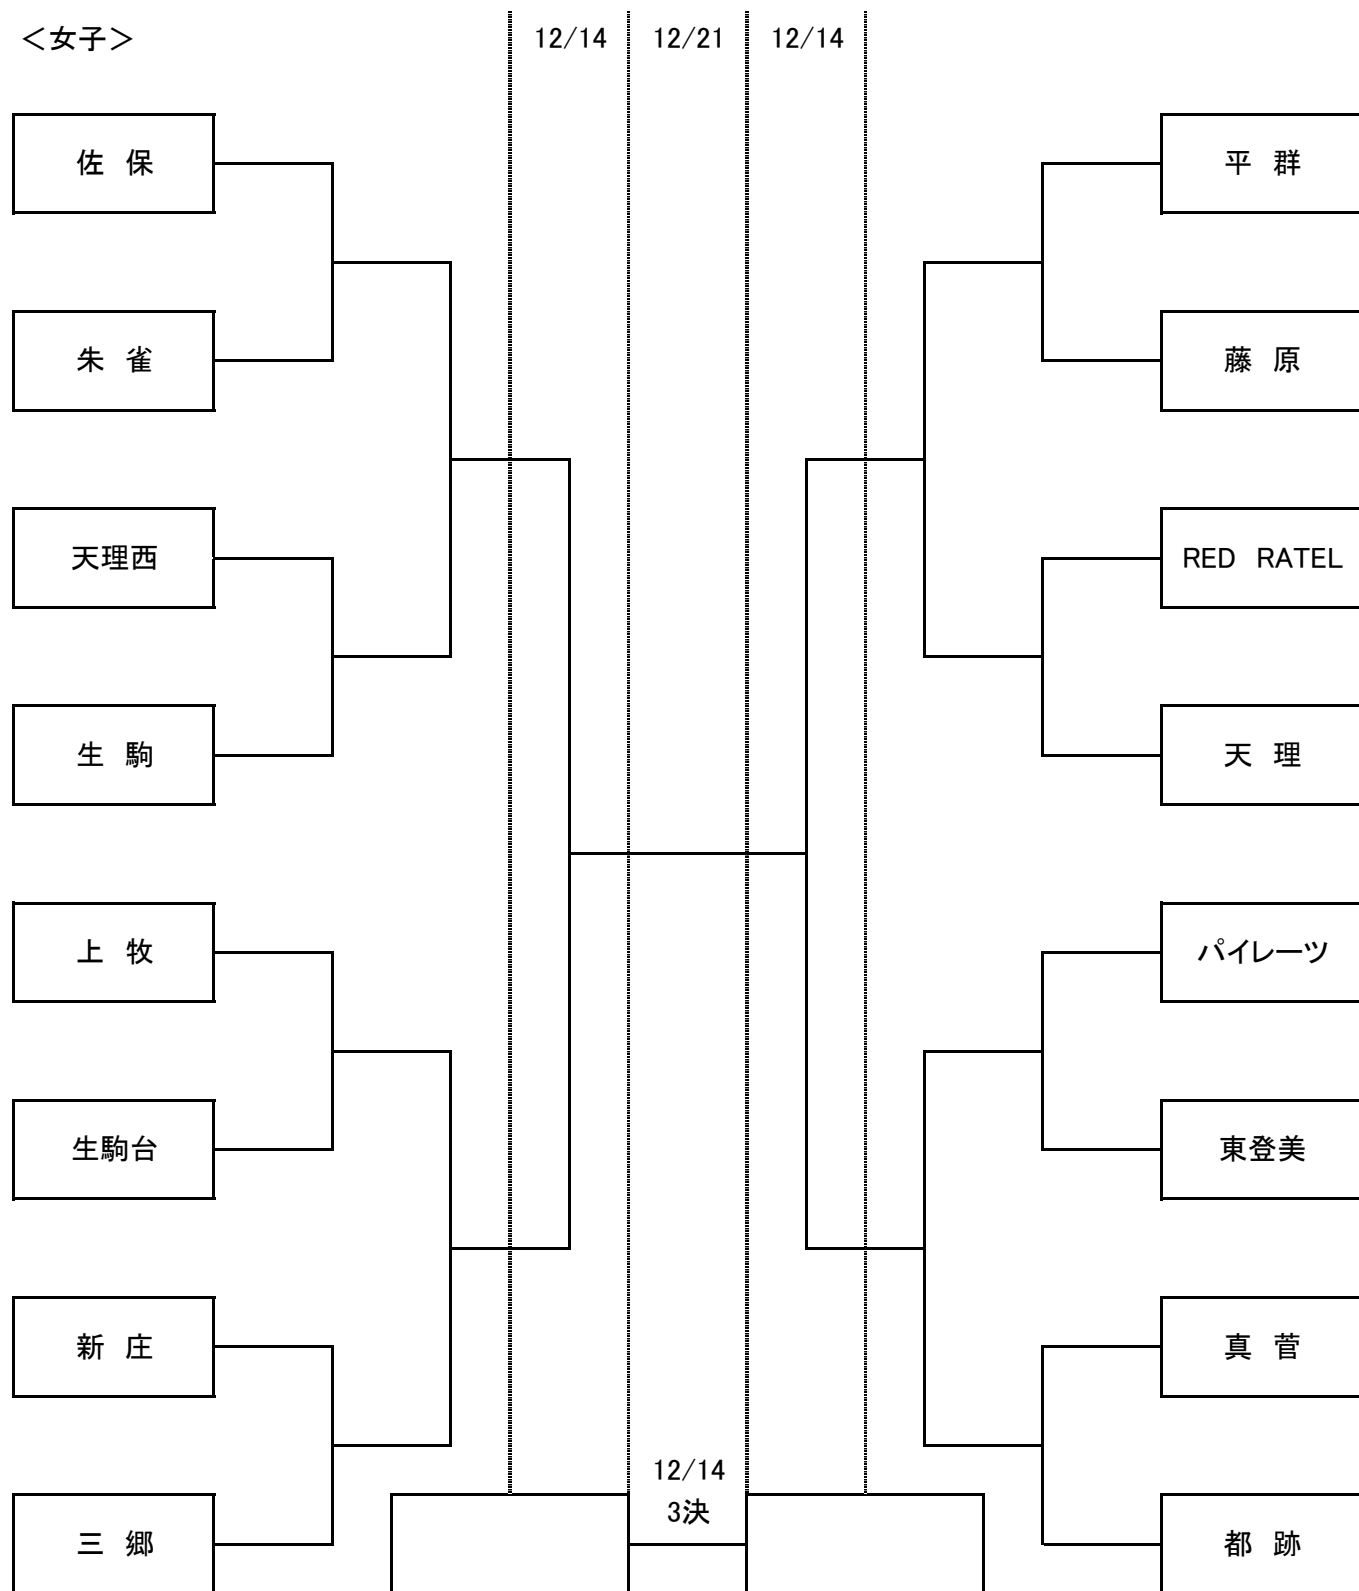 ＜女子＞
12/14 12/21 12/14
佐 保
平 群
朱 雀
藤 原
天理西
RED RATEL
生 駒
天 理
上 牧
パイレーツ
生駒台
東登美
新 庄
真 菅
12/14
3決
三 郷
都 跡